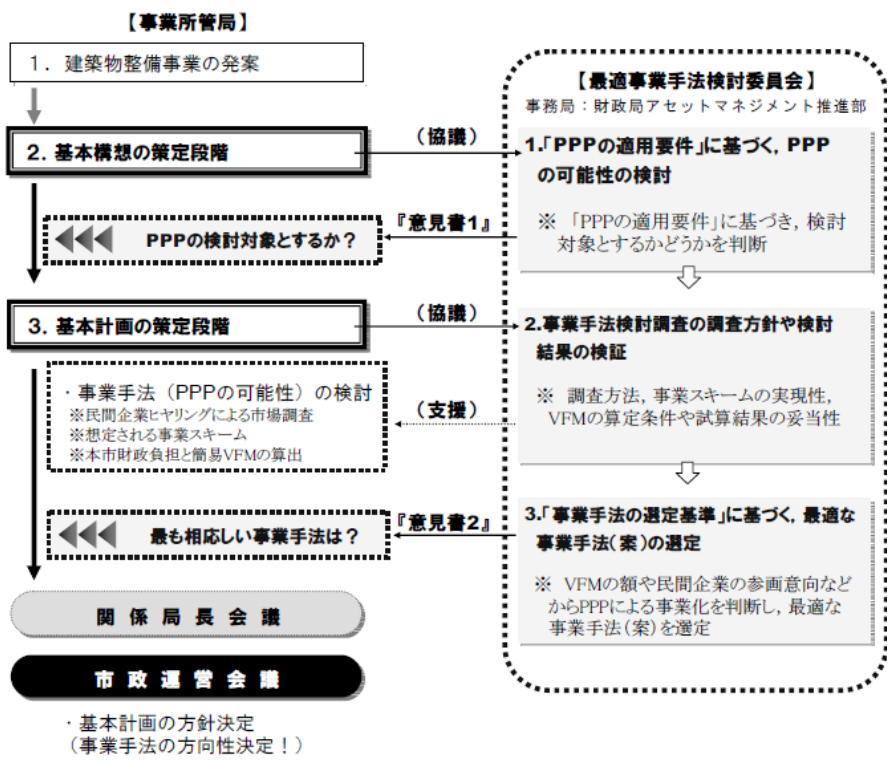 【事業所管局】
1．建築物整備事業の発案
2．基本構想の策定段階
（協議）
PPPの検討対象とするか？
『意見書1』
3．基本計画の策定段階
（協議）
・事業手法（PPPの可能性）の検討
※民間企業ヒヤリングによる市場調査
※想定される事業スキーム
※本市財政負担と簡易VFMの算出
（支援）
最も相応しい事業手法は？
『意見書2』
関係局長会議
市政運営会議
・基本計画の方針決定
（事業手法の方向性決定！）
【最適事業手法検討委員会】
事務局：財政局アセットマネジメント推進部
1.「PPPの適用要件」に基づく，PPP
の可能性の検討
※ 「PPPの適用要件」に基づき，検討
対象とするかどうかを判断
2.事業手法検討調査の調査方針や検討
結果の検証
※ 調査方法，事業スキームの実現性，
VFMの算定条件や試算結果の妥当性
3.「事業手法の選定基準」に基づく，最適な
事業手法（案）の選定
※ VFMの額や民間企業の参画意向など
からPPPによる事業化を判断し，最適な
事業手法（案）を選定